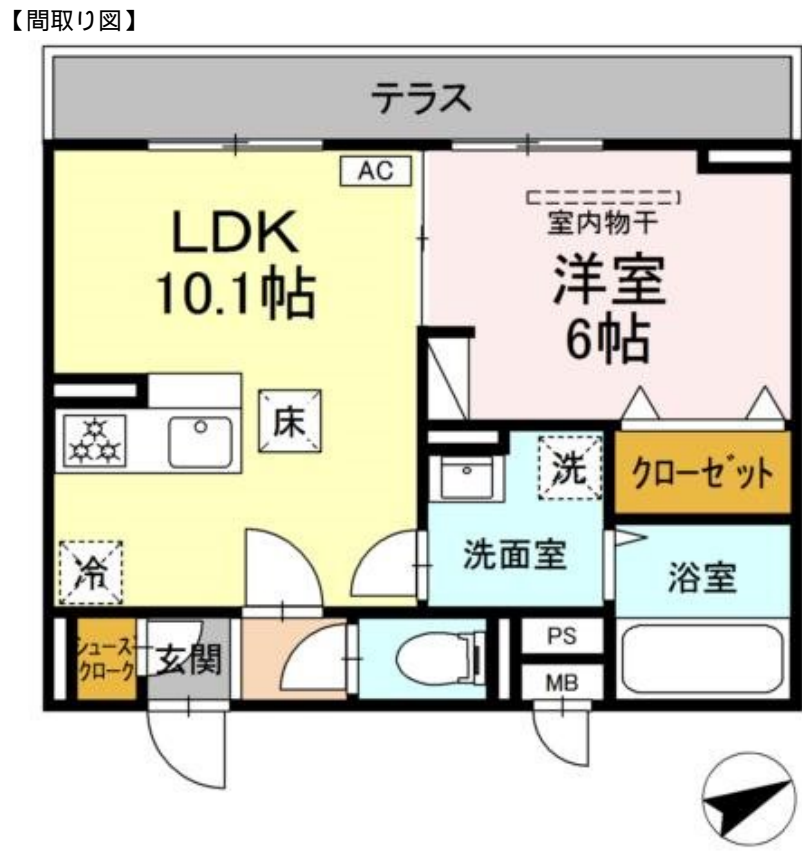 【間取り図】
テラス
AC
LDK
10.1帖
室内物干
洋室
6帖
床
洗
クローゼット
冷
洗面室
浴室
シューズ
クローク
玄関
PS
MB